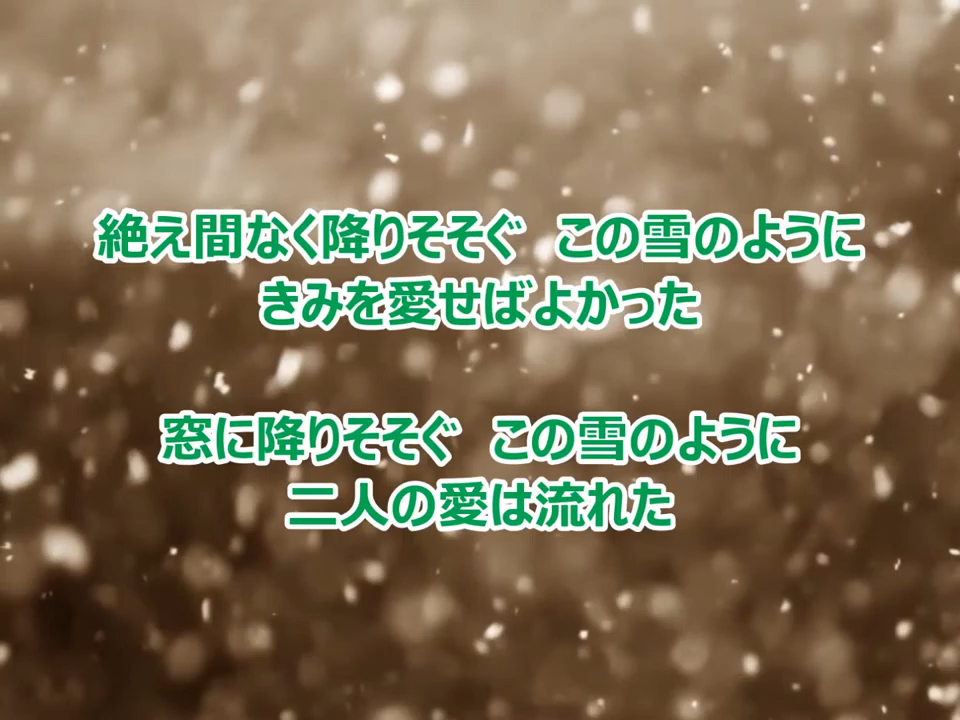 絶え間なく降りそそぐ　この雪のように
きみを愛せばよかった
窓に降りそそぐ　この雪のように
二人の愛は流れた